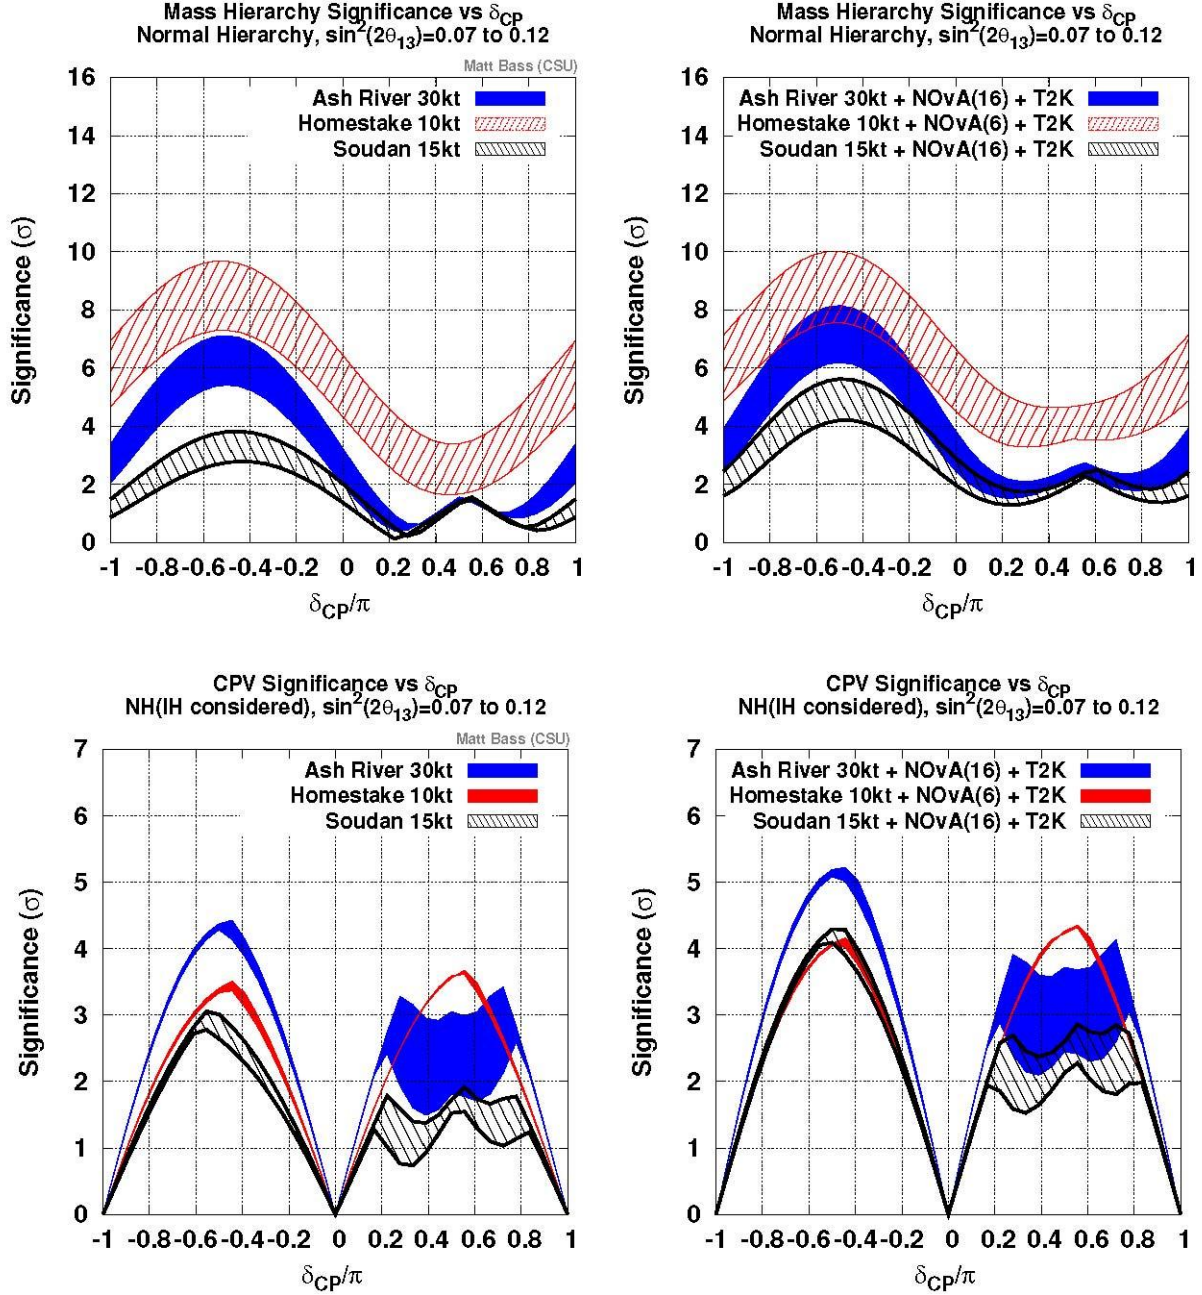 Mass Hierarchy Significance vs δCP
Normal Hierarchy, sin²(2θ13)=0.07 to 0.12
Matt Bass (CSU)
16
14
12
10
8
6
4
2
0
Significance (σ)
Ash River 30kt
Homestake 10kt
Soudan 15kt
-1 -0.8 -0.6 -0.4 -0.2 0 0.2 0.4 0.6 0.8 1
δCP/π
Mass Hierarchy Significance vs δCP
Normal Hierarchy, sin²(2θ13)=0.07 to 0.12
16
14
12
10
8
6
4
2
0
Significance (σ)
Ash River 30kt + NOvA(16) + T2K
Homestake 10kt + NOvA(6) + T2K
Soudan 15kt + NOvA(16) + T2K
-1 -0.8 -0.6 -0.4 -0.2 0 0.2 0.4 0.6 0.8 1
δCP/π
CPV Significance vs δCP
NH(IH considered), sin²(2θ13)=0.07 to 0.12
Matt Bass (CSU)
7
6
5
4
3
2
1
0
Significance (σ)
Ash River 30kt
Homestake 10kt
Soudan 15kt
-1 -0.8 -0.6 -0.4 -0.2 0 0.2 0.4 0.6 0.8 1
δCP/π
CPV Significance vs δCP
NH(IH considered), sin²(2θ13)=0.07 to 0.12
7
6
5
4
3
2
1
0
Significance (σ)
Ash River 30kt + NOvA(16) + T2K
Homestake 10kt + NOvA(6) + T2K
Soudan 15kt + NOvA(16) + T2K
-1 -0.8 -0.6 -0.4 -0.2 0 0.2 0.4 0.6 0.8 1
δCP/π